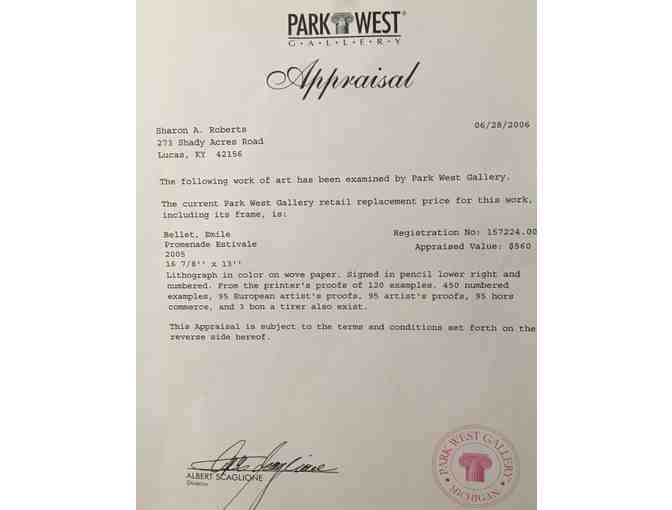 PARK WEST®
G·A·L·L·E·R·Y
Appraisal
06/28/2006
Sharon A. Roberts
273 Shady Acres Road
Lucas, KY 42156
The following work of art has been examined by Park West Gallery.
The current Park West Gallery retail replacement price for this work,
including its frame, is:
Bellet, Emile
Registration No: 157224.00
Promenade Estivale
Appraised Value: $560
2005
16 7/8'' x 13''
Lithograph in color on wove paper. Signed in pencil lower right and
numbered. From the printer's proofs of 120 examples. 450 numbered
examples, 95 European artist's proofs, 95 artist's proofs, 95 hors
commerce, and 3 bon a tirer also exist.
This Appraisal is subject to the terms and conditions set forth on the
reverse side hereof.
ALBERT SCAGLIONE
Director
PARK WEST GALLERY
MICHIGAN